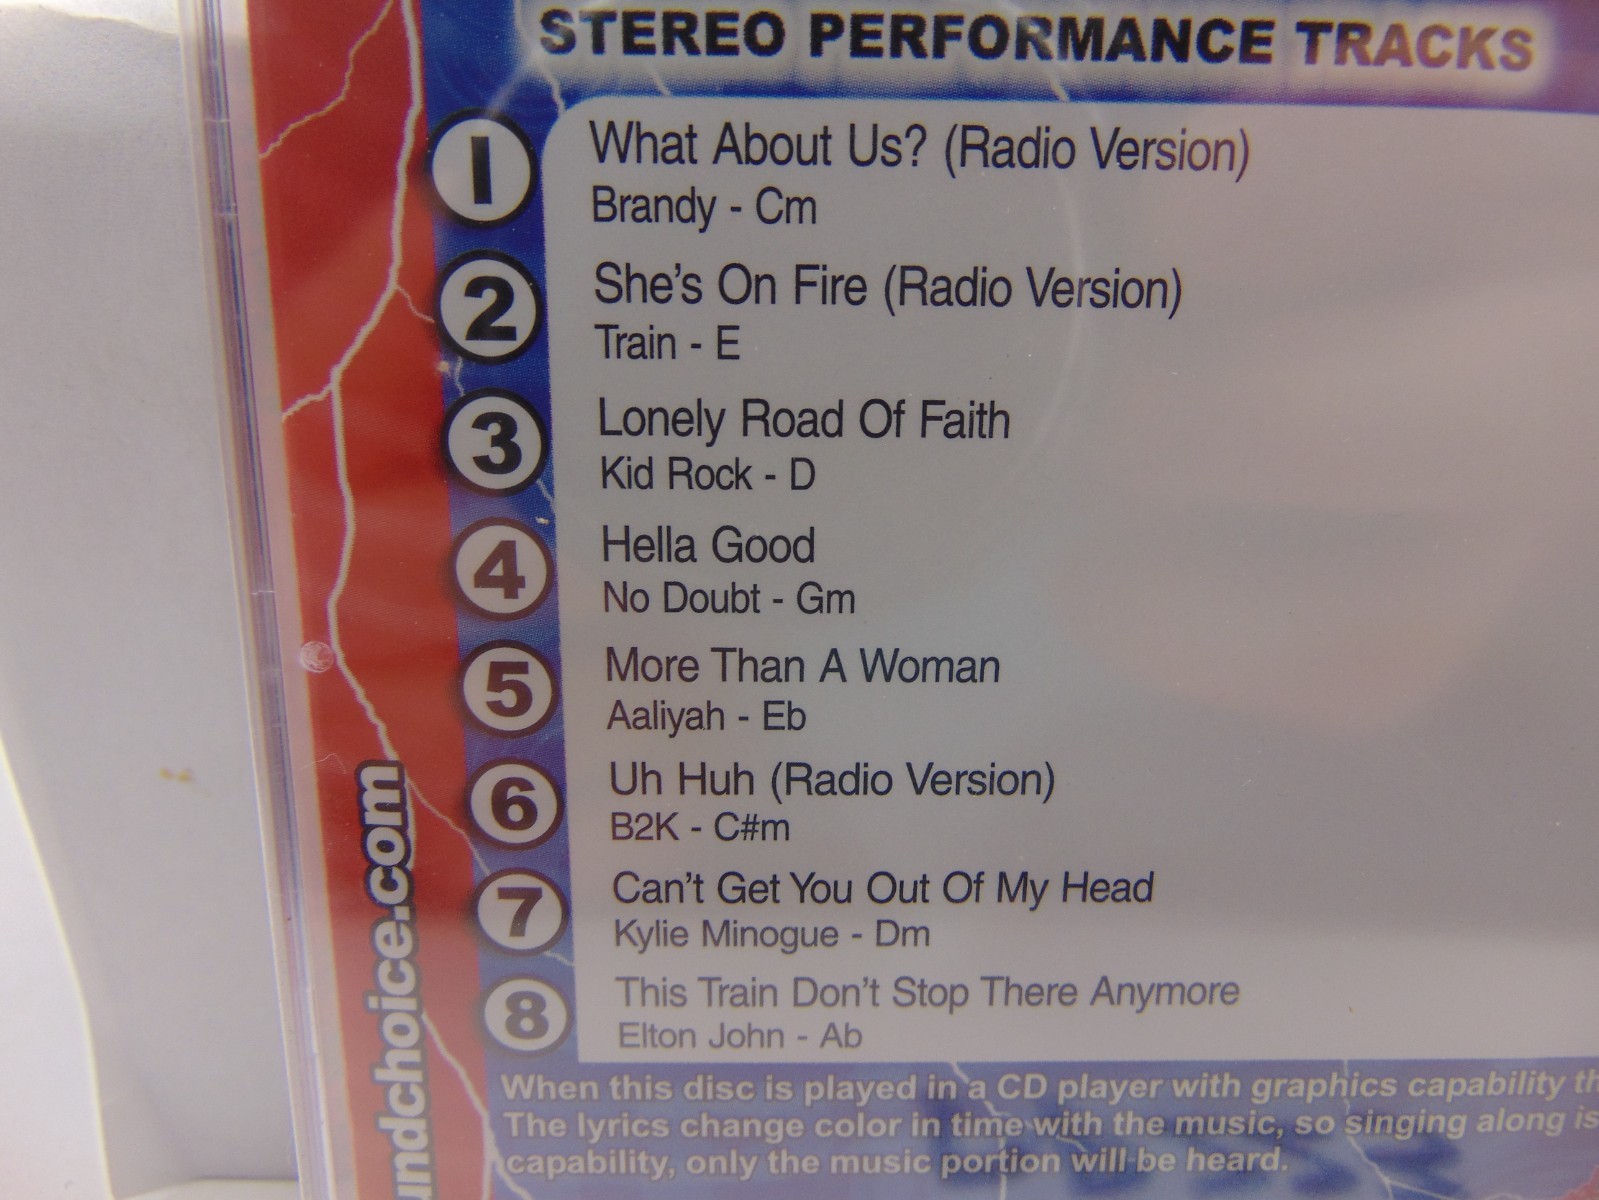 STEREO PERFORMANCE TRACKS
1
What About Us? (Radio Version)
Brandy - Cm
2
She's On Fire (Radio Version)
Train - E
3
Lonely Road Of Faith
Kid Rock - D
4
Hella Good
No Doubt - Gm
5
More Than A Woman
Aaliyah - Eb
6
Uh Huh (Radio Version)
B2K - C#m
7
Can't Get You Out Of My Head
Kylie Minogue - Dm
8
This Train Don't Stop There Anymore
Elton John - Ab
When this disc is played in a CD player with graphics capability th
The lyrics change color in time with the music, so singing along is
capability, only the music portion will be heard.
undchoice.com